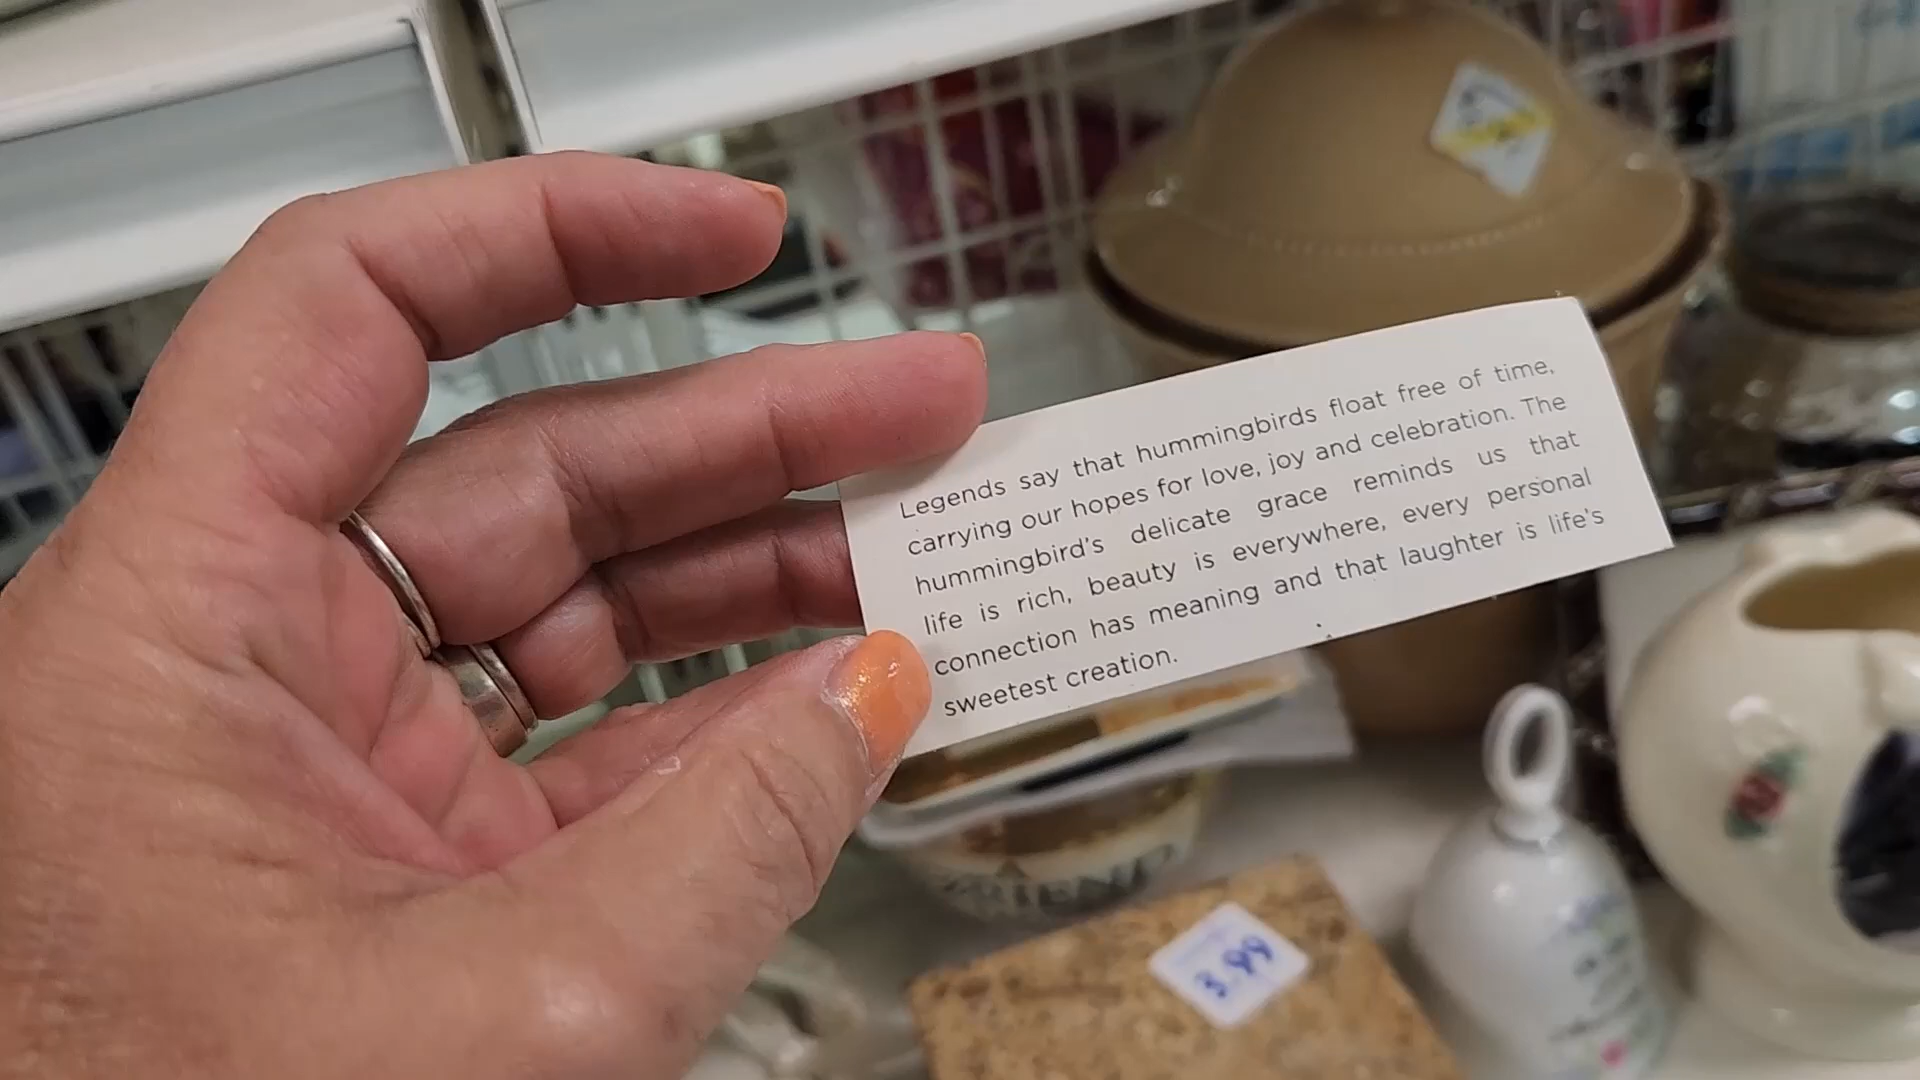 Legends say that hummingbirds float free of time,
carrying our hopes for love, joy and celebration. The
hummingbird's delicate grace reminds us that
life is rich, beauty is everywhere, every personal
connection has meaning and that laughter is life's
sweetest creation.
3.99